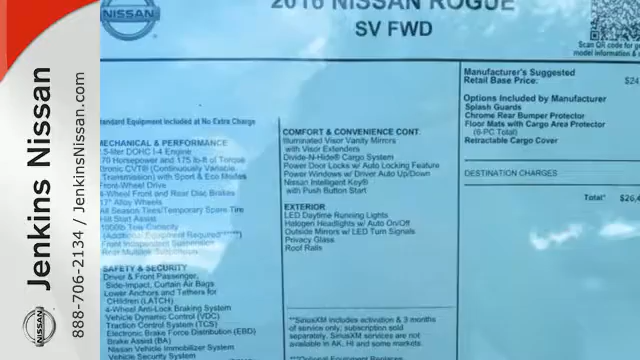 NISSAN
2016 NISSAN ROGUE
SV FWD
Scan QR code for
model information &
Jenkins Nissan
888-706-2134 / JenkinsNissan.com
NISSAN
Standard Equipment Included at No Extra Charge
MECHANICAL & PERFORMANCE
2.5-liter DOHC I-4 Engine
170 Horsepower and 175 lb-ft of Torque
Xtronic CVT® (Continuously Variable
Transmission) with Sport & Eco Modes
Front-Wheel Drive
4-Wheel Front and Rear Disc Brakes
17" Alloy Wheels
All Season Tires/Temporary Spare Tire
Hill Start Assist
1000lb Tow Capacity
(Additional Equipment Required
Front Independent Suspension
Rear Multilink Suspension
SAFETY & SECURITY
Driver & Front Passenger,
Side-Impact, Curtain Air Bags
Lower Anchors and Tethers for
CHildren (LATCH)
4-Wheel Anti-Lock Braking System
Vehicle Dynamic Control (VDC)
Traction Control System (TCS)
Electronic Brake Force Distribution (EBD)
Brake Assist (BA)
Nissan Vehicle Immobilizer System
Vehicle Security System
COMFORT & CONVENIENCE CONT.
Illuminated Visor Vanity Mirrors
with Visor Extenders
Divide-N-Hide® Cargo System
Power Door Locks w/ Auto Locking Feature
Power Windows w/ Driver Auto Up/Down
Nissan Intelligent Key®
with Push Button Start
EXTERIOR
LED Daytime Running Lights
Halogen Headlights w/ Auto On/Off
Outside Mirrors w/ LED Turn Signals
Privacy Glass
Roof Rails
**SiriusXM includes activation & 3 months
of service only; subscription sold
separately. SiriusXM services are not
available in AK, HI and some markets.
**Optional Equipment Replaces
Manufacturer's Suggested
Retail Base Price: $24,
Options Included by Manufacturer
Splash Guards
Chrome Rear Bumper Protector
Floor Mats with Cargo Area Protector
(6-PC Total)
Retractable Cargo Cover
DESTINATION CHARGES
Total* $26,4